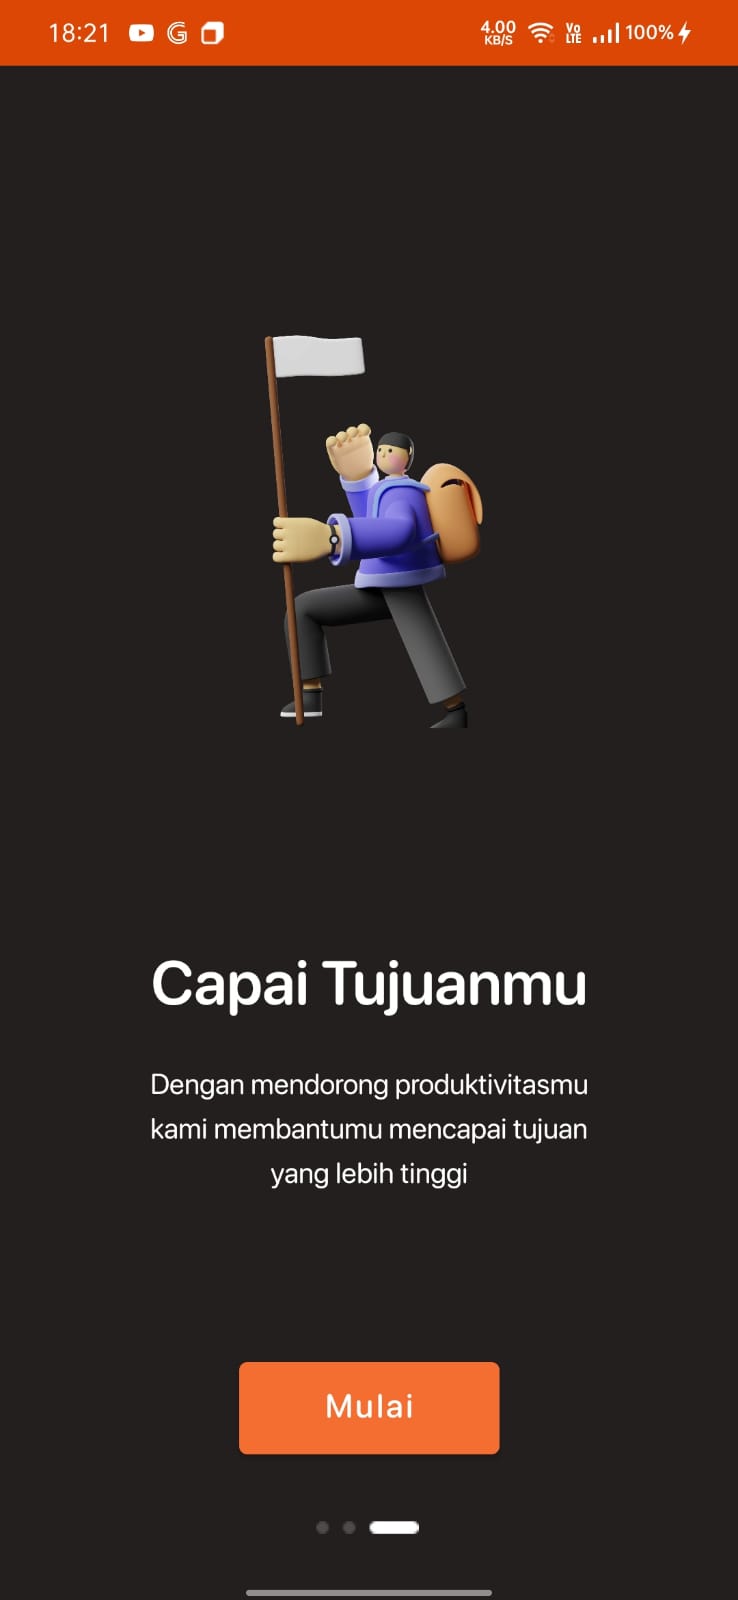 18:21 4.00 KB/S Vo LTE 100%
Capai Tujuanmu
Dengan mendorong produktivitasmu
kami membantumu mencapai tujuan
yang lebih tinggi
Mulai